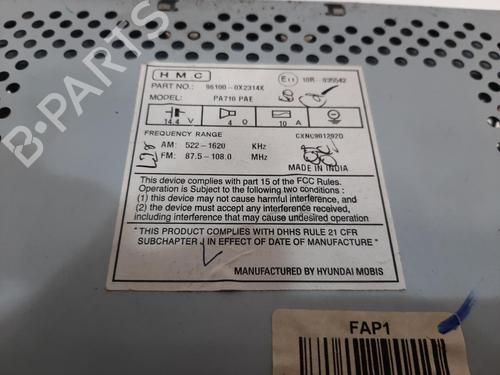 HMC
E11 10R - 035542
PART NO.: 96100-0X2314X
MODEL: PA710 PAE
14.4 V 4 Ω 10 A
FREQUENCY RANGE CXNC901292D
AM: 522-1620 KHz
FM: 87.5-108.0 MHz MADE IN INDIA
This device complies with part 15 of the FCC Rules.
Operation is Subject to the following two conditions :
(1) this device may not cause harmful interference, and
(2) the device must accept any interference received,
including interference that may cause undesired operation
" THIS PRODUCT COMPLIES WITH DHHS RULE 21 CFR
SUBCHAPTER J IN EFFECT OF DATE OF MANUFACTURE "
MANUFACTURED BY HYUNDAI MOBIS
FAP1
B-PARTS